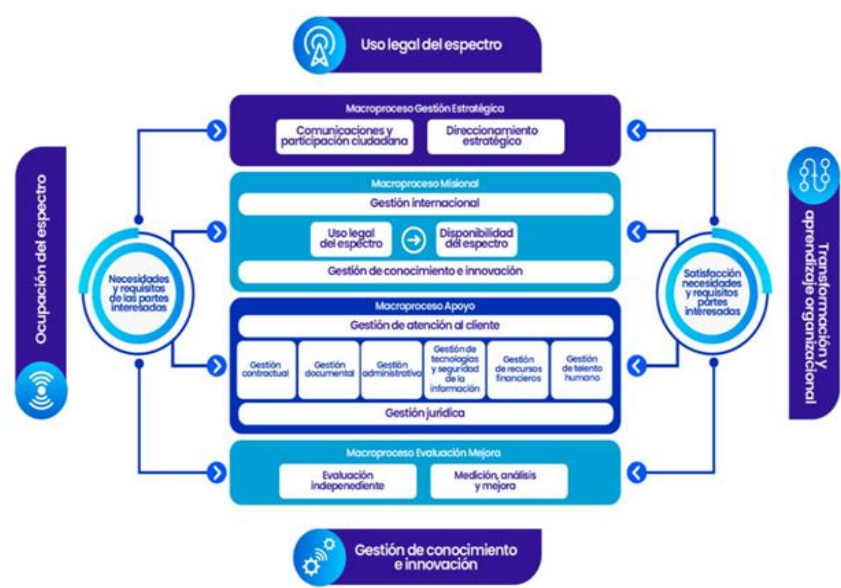 Uso legal del espectro
Macroproceso Gestión Estratégica
Comunicaciones y
participación ciudadana
Direccionamiento
estratégico
Ocupación del espectro
Necesidades
y requisitos
de las partes
interesadas
Macroproceso Misional
Gestión internacional
Uso legal
del espectro
Disponibilidad
del espectro
Gestión de conocimiento e innovación
Macroproceso Apoyo
Gestión de atención al cliente
Gestión
contractual
Gestión
documental
Gestión
administrativa
Gestión de
tecnologías
y seguridad
de la
información
Gestión
de recursos
financieros
Gestión
de telento
humano
Gestión jurídica
Macroproceso Evaluación Mejora
Evaluación
indepenediente
Medición, análisis
y mejora
Satisfacción
necesidades
y requisitos
partes
interesadas
Transformación y
aprendizaje organizacional
Gestión de conocimiento
e innovación